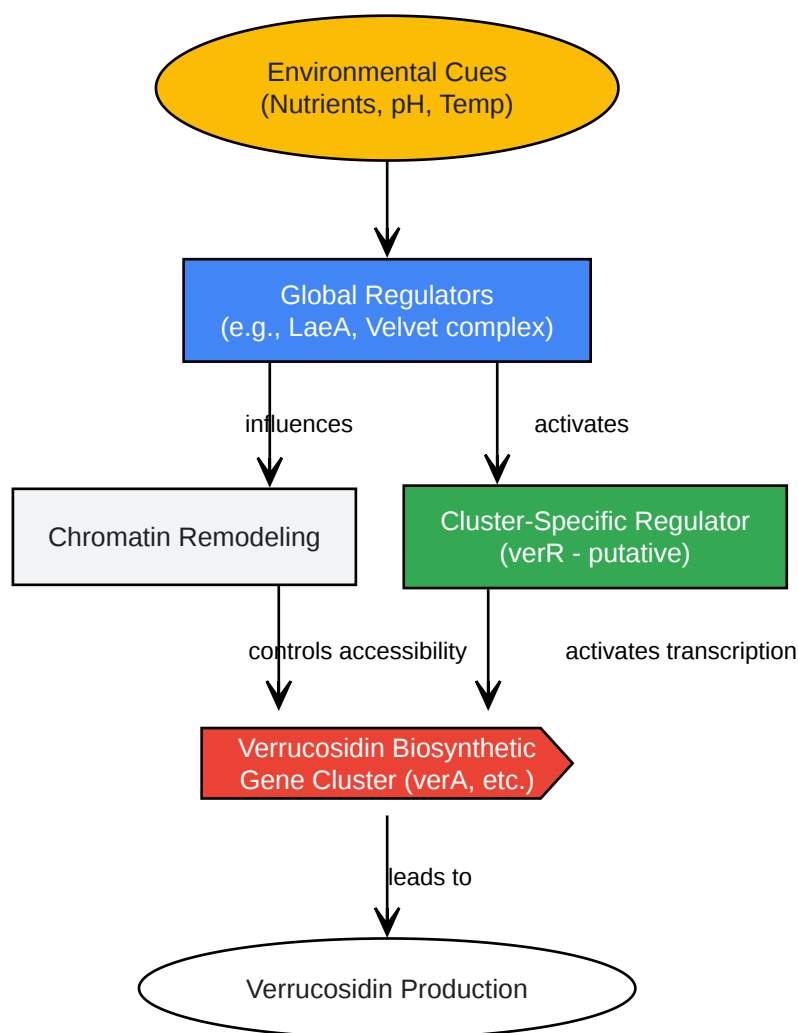 Environmental Cues
(Nutrients, pH, Temp)
Global Regulators
(e.g., LaeA, Velvet complex)
influences
activates
Chromatin Remodeling
Cluster-Specific Regulator
(verR - putative)
controls accessibility
activates transcription
Verrucosidin Biosynthetic
Gene Cluster (verA, etc.)
leads to
Verrucosidin Production